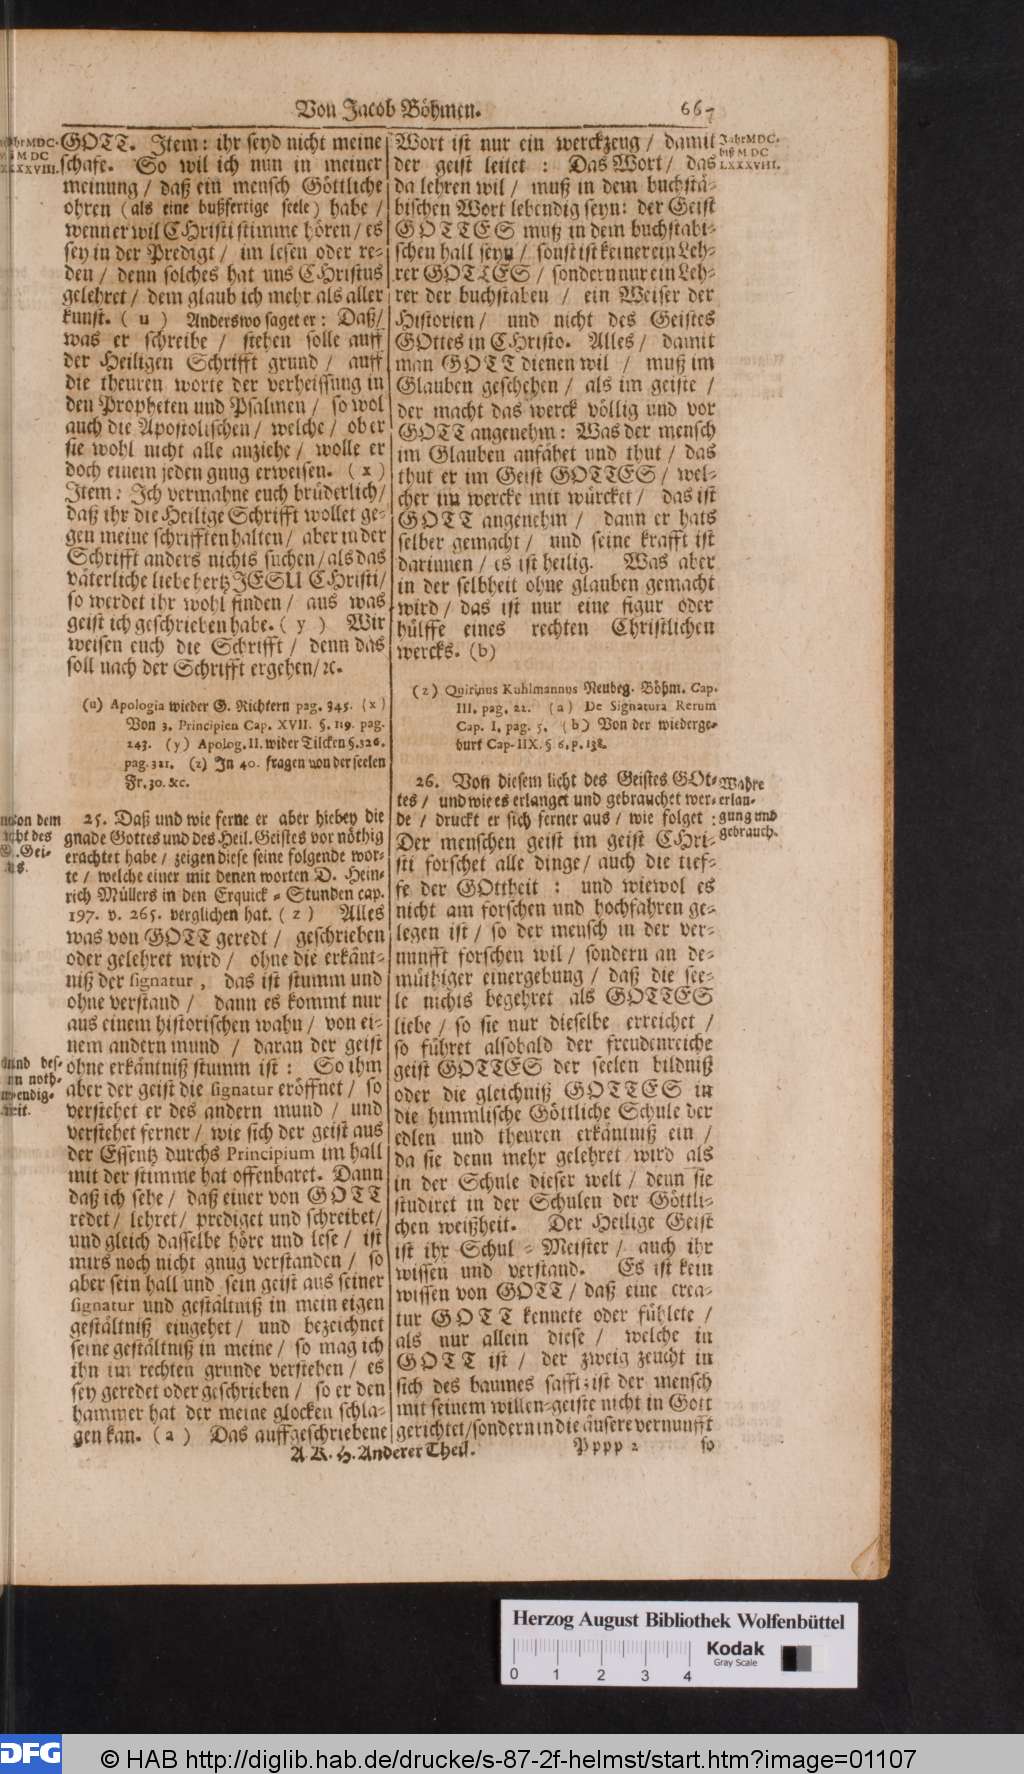 Von Jacob Böhmen.
GOTT. Item: ihr seyd nicht meine
schafe. So wil ich nun in meiner
meinung / daß ein mensch Göttliche
ohren (als eine bußfertige seele) habe /
wenn er wil CHristi stimme hören / es
sey in der Predigt / im lesen oder re-
den / denn solches hat uns CHristus
gelehret / dem glaub ich mehr als aller
kunst. ( u ) Anderswo saget er: Daß /
was er schreibe / stehen solle auff
der Heiligen Schrifft grund / auff
die theuren worte der verheissung in
den Propheten und Psalmen / so wol
auch die Apostolischen / welche / ob er
sie wohl nicht alle anziehe / wolle er
doch einem jeden gnug erweisen. ( x )
Item: Ich vermahne euch brüderlich /
daß ihr die Heilige Schrifft wollet ge-
gen meine schrifften halten / aber in der
Schrifft anders nichts suchen / als das
väterliche liebe hertz JESU CHristi /
so werdet ihr wohl finden / aus was
geist ich geschrieben habe. ( y ) Wir
weisen euch die Schrifft / denn das
soll nach der Schrifft ergehen / ꝛc.
(u) Apologia wieder G. Richtern pag. 345. (x)
Von 3. Principien Cap. XVII. §. 119. pag.
243. (y) Apolog. II. wider Tilcken §. 326.
pag. 321. (z) In 40. fragen von der seelen
Fr. 30. &c.
von dem
licht des
Gei-
25. Daß und wie ferne er aber hiebey die
gnade Gottes und des Heil. Geistes vor nöthig
erachtet habe / zeigen diese seine folgende wor-
te / welche einer mit denen worten D. Hein-
rich Müllers in den Erquick-Stunden cap.
197. v. 265. verglichen hat. ( z ) Alles
was von GOTT geredt / geschrieben
oder gelehret wird / ohne die erkänt-
niß der signatur, das ist stumm und
ohne verstand / dann es kommt nur
aus einem historischen wahn / von ei-
nem andern mund / daran der geist
ohne erkäntniß stumm ist: So ihm
aber der geist die signatur eröffnet / so
verstehet er des andern mund / und
verstehet ferner / wie sich der geist aus
der Essentz durchs Principium im hall
mit der stimme hat offenbaret. Dann
daß ich sehe / daß einer von GOTT
redet / lehret / prediget und schreibet /
und gleich dasselbe höre und lese / ist
mirs noch nicht gnug verstanden / so
aber sein hall und sein geist aus seiner
signatur und gestältniß in mein eigen
gestältniß eingehet / und bezeichnet
seine gestältniß in meine / so mag ich
ihn im rechten grunde verstehen / es
sey geredet oder geschrieben / so er den
hammer hat der meine glocken schla-
gen kan. ( a ) Das auffgeschriebene
und des-
noth-
wendig-
keit.
Wort ist nur ein werckzeug / damit
der geist leitet: Das Wort / das
da lehren wil / muß in dem buchstä-
bischen Wort lebendig seyn: der Geist
GOTTES muß in dem buchstabi-
schen hall seyn / sonst ist keiner ein Leh-
rer GOTTES / sondern nur ein Leh-
rer der buchstaben / ein Weiser der
Historien / und nicht des Geistes
GOttes in CHristo. Alles / damit
man GOTT dienen wil / muß im
Glauben geschehen / als im geiste /
der macht das werck völlig und vor
GOTT angenehm: Was der mensch
im Glauben anfähet und thut / das
thut er im Geist GOTTES / wel-
cher im wercke mit würcket / das ist
GOTT angenehm / dann er hats
selber gemacht / und seine krafft ist
darinnen / es ist heilig. Was aber
in der selbheit ohne glauben gemacht
wird / das ist nur eine figur oder
hülffe eines rechten Christlichen
wercks. (b)
Jahr MDC.
biß M DC
LXXXVIII.
(z) Quirinus Kuhlmannus Neubeg. Böhm. Cap.
III. pag. 22. (a) De Signatura Rerum
Cap. I. pag. 5. (b) Von der wiederge-
burt Cap. IIX. § 6. p. 138.
26. Von diesem licht des Geistes GOt-
tes / und wie es erlanget und gebrauchet wer-
de / druckt er sich ferner aus / wie folget:
Der menschen geist im geist CHri-
sti forschet alle dinge / auch die tief-
fe der GOttheit: und wiewol es
nicht am forschen und hochfahren ge-
legen ist / so der mensch in der ver-
nunfft forschen wil / sondern an de-
müthiger einergebung / daß die see-
le nichts begehret als GOTTES
liebe / so sie nur dieselbe erreichet /
so führet alsobald der freudenreiche
geist GOTTES der seelen bildniß
oder die gleichniß GOTTES in
die himmlische Göttliche Schule der
edlen und theuren erkäntniß ein /
da sie denn mehr gelehret wird als
in der Schule dieser welt / denn sie
studiret in der Schulen der Göttli-
chen weißheit. Der Heilige Geist
ist ihr Schul-Meister / auch ihr
wissen und verstand. Es ist kein
wissen von GOTT / daß eine crea-
tur GOTT kennete oder fühlete /
als nur allein diese / welche in
GOTT ist / der zweig zeucht in
sich des baumes safft: ist der mensch
mit seinem willen-geiste nicht in Gott
gerichtet / sondern in die äusere vernunfft
Wahre
erlan-
gung und
gebrauch.
A. K. H. Anderer Theil.
Pppp 2
so
Herzog August Bibliothek Wolfenbüttel
0 1 2 3 4
Kodak
Gray Scale
DFG
© HAB http://diglib.hab.de/drucke/s-87-2f-helmst/start.htm?image=01107